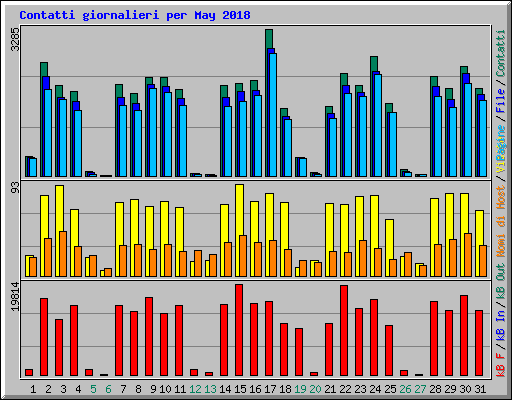 Contatti giornalieri per May 2018
3285
93
19814
Contatti
File
Pagine
Nomi di Host
kB Out
kB In
kB F
1 2 3 4 5 6 7 8 9 10 11 12 13 14 15 16 17 18 19 20 21 22 23 24 25 26 27 28 29 30 31